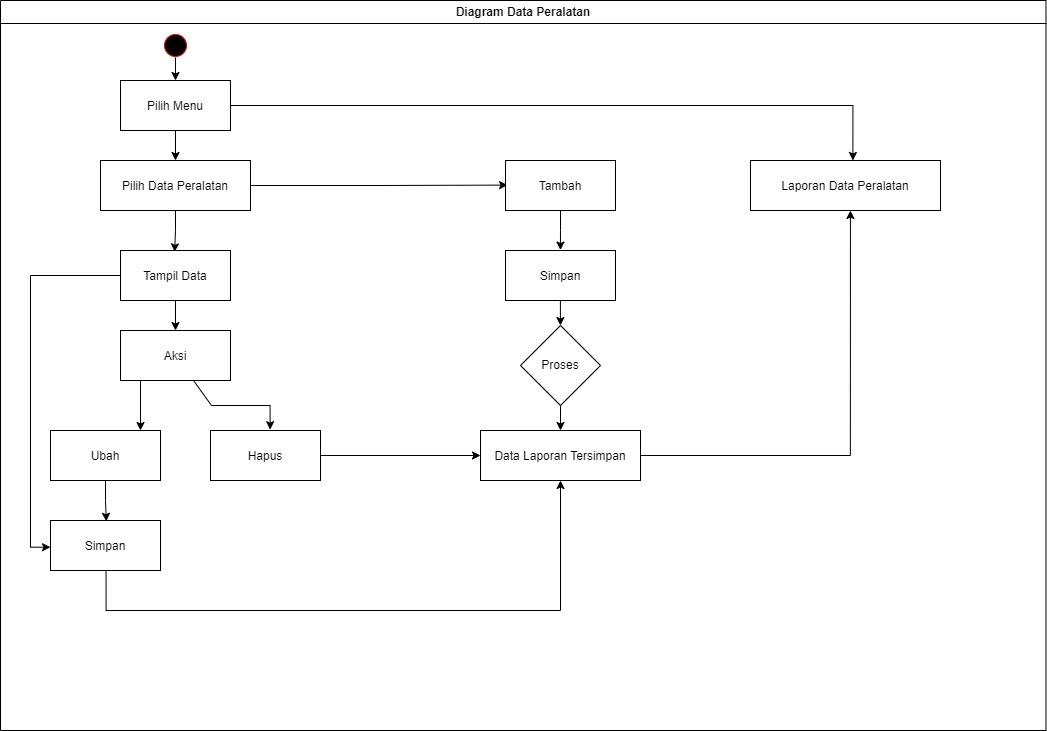 Diagram Data Peralatan
Pilih Menu
Pilih Data Peralatan
Tambah
Laporan Data Peralatan
Tampil Data
Simpan
Aksi
Proses
Ubah
Hapus
Data Laporan Tersimpan
Simpan